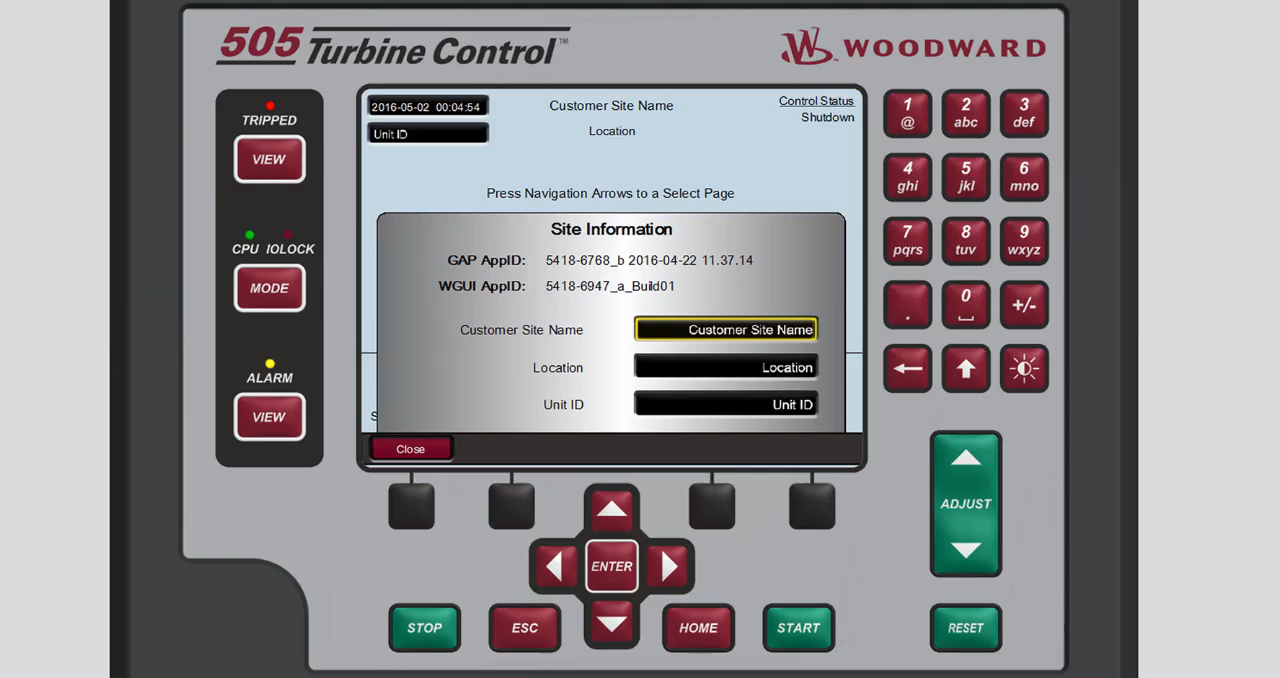 505 Turbine Control™
WOODWARD
TRIPPED
VIEW
CPU IOLOCK
MODE
ALARM
VIEW
2016-05-02 00:04:54
Customer Site Name
Control Status
Unit ID
Location
Shutdown
Press Navigation Arrows to a Select Page
Site Information
GAP AppID: 5418-6768_b 2016-04-22 11.37.14
WGUI AppID: 5418-6947_a_Build01
Customer Site Name Customer Site Name
Location Location
Unit ID Unit ID
S
Close
1 @
2 abc
3 def
4 ghi
5 jkl
6 mno
7 pqrs
8 tuv
9 wxyz
.
0
+/-
ADJUST
ENTER
STOP
ESC
HOME
START
RESET